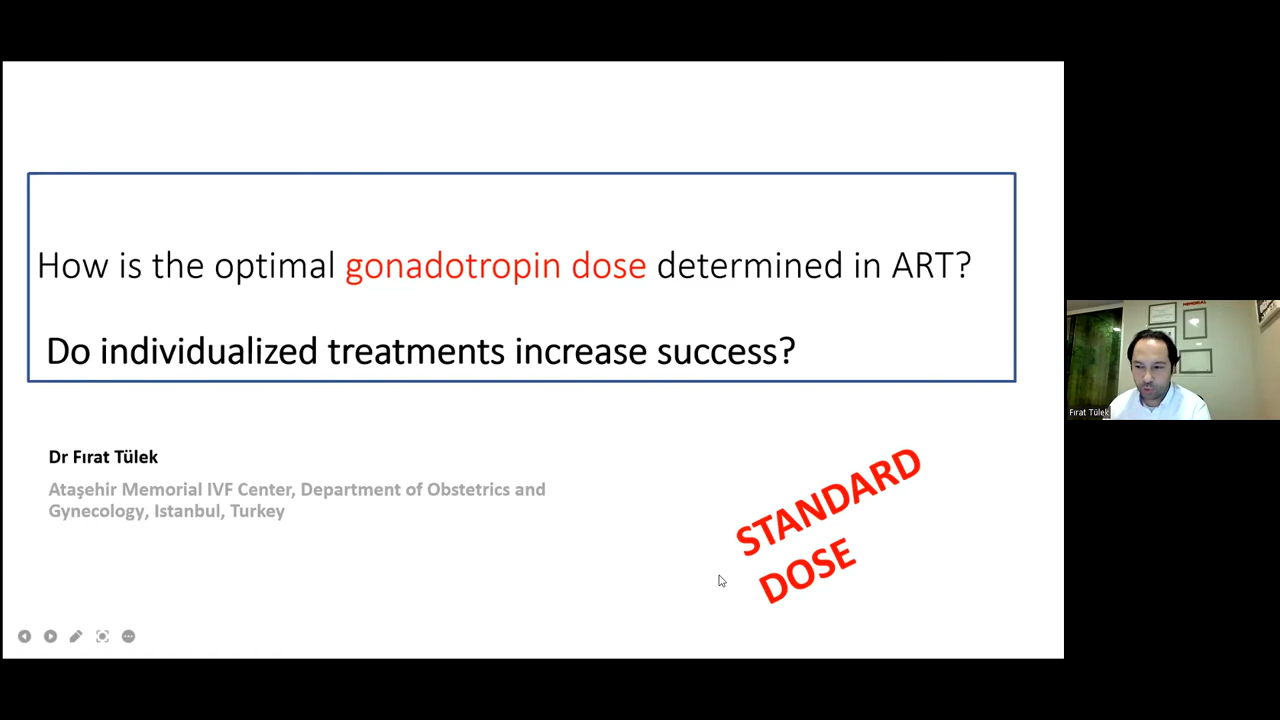 How is the optimal gonadotropin dose determined in ART?
Do individualized treatments increase success?
Dr Fırat Tülek
Ataşehir Memorial IVF Center, Department of Obstetrics and
Gynecology, Istanbul, Turkey
STANDARD
DOSE
Fırat Tülek